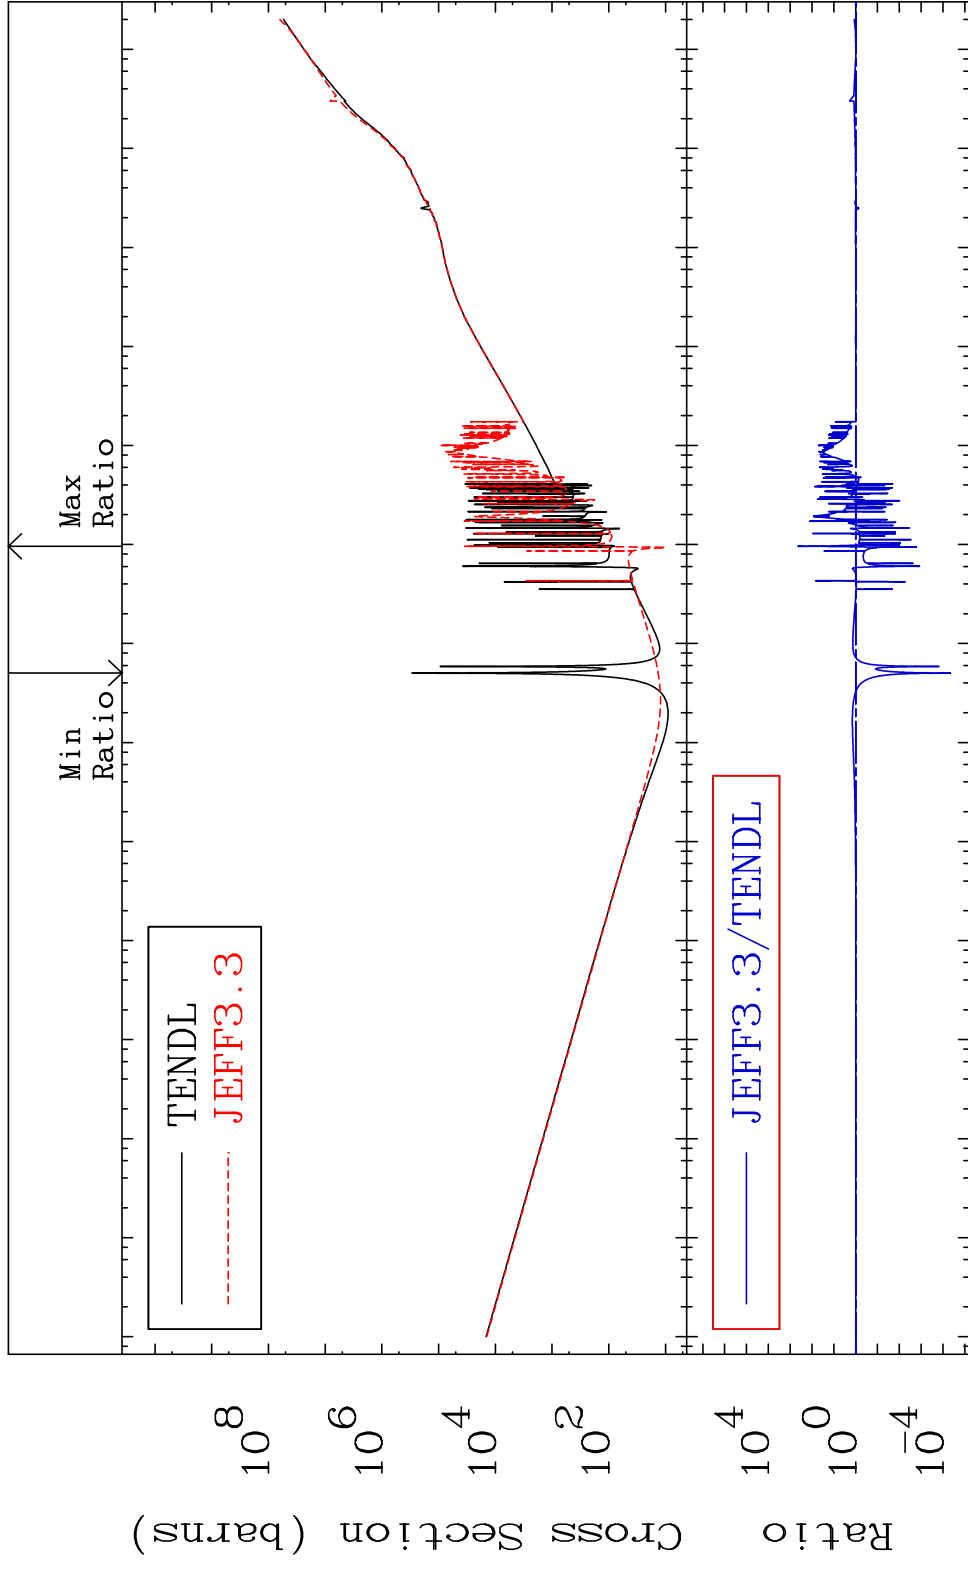 Min
Ratio
Max
Ratio
TENDL
JEFF3.3
JEFF3.3/TENDL
10^8
10^6
10^4
10^2
Cross Section (barns)
10^4
10^0
10^-4
Ratio